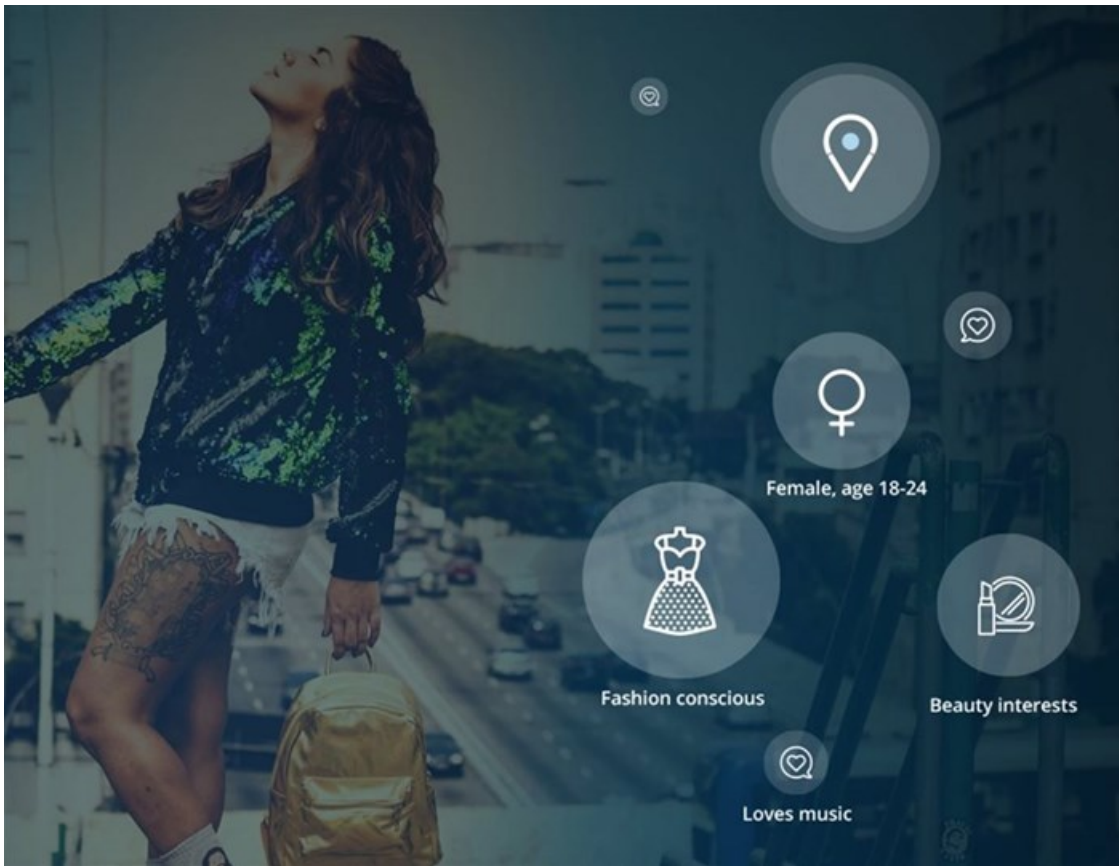 Female, age 18-24
Fashion conscious
Beauty interests
Loves music